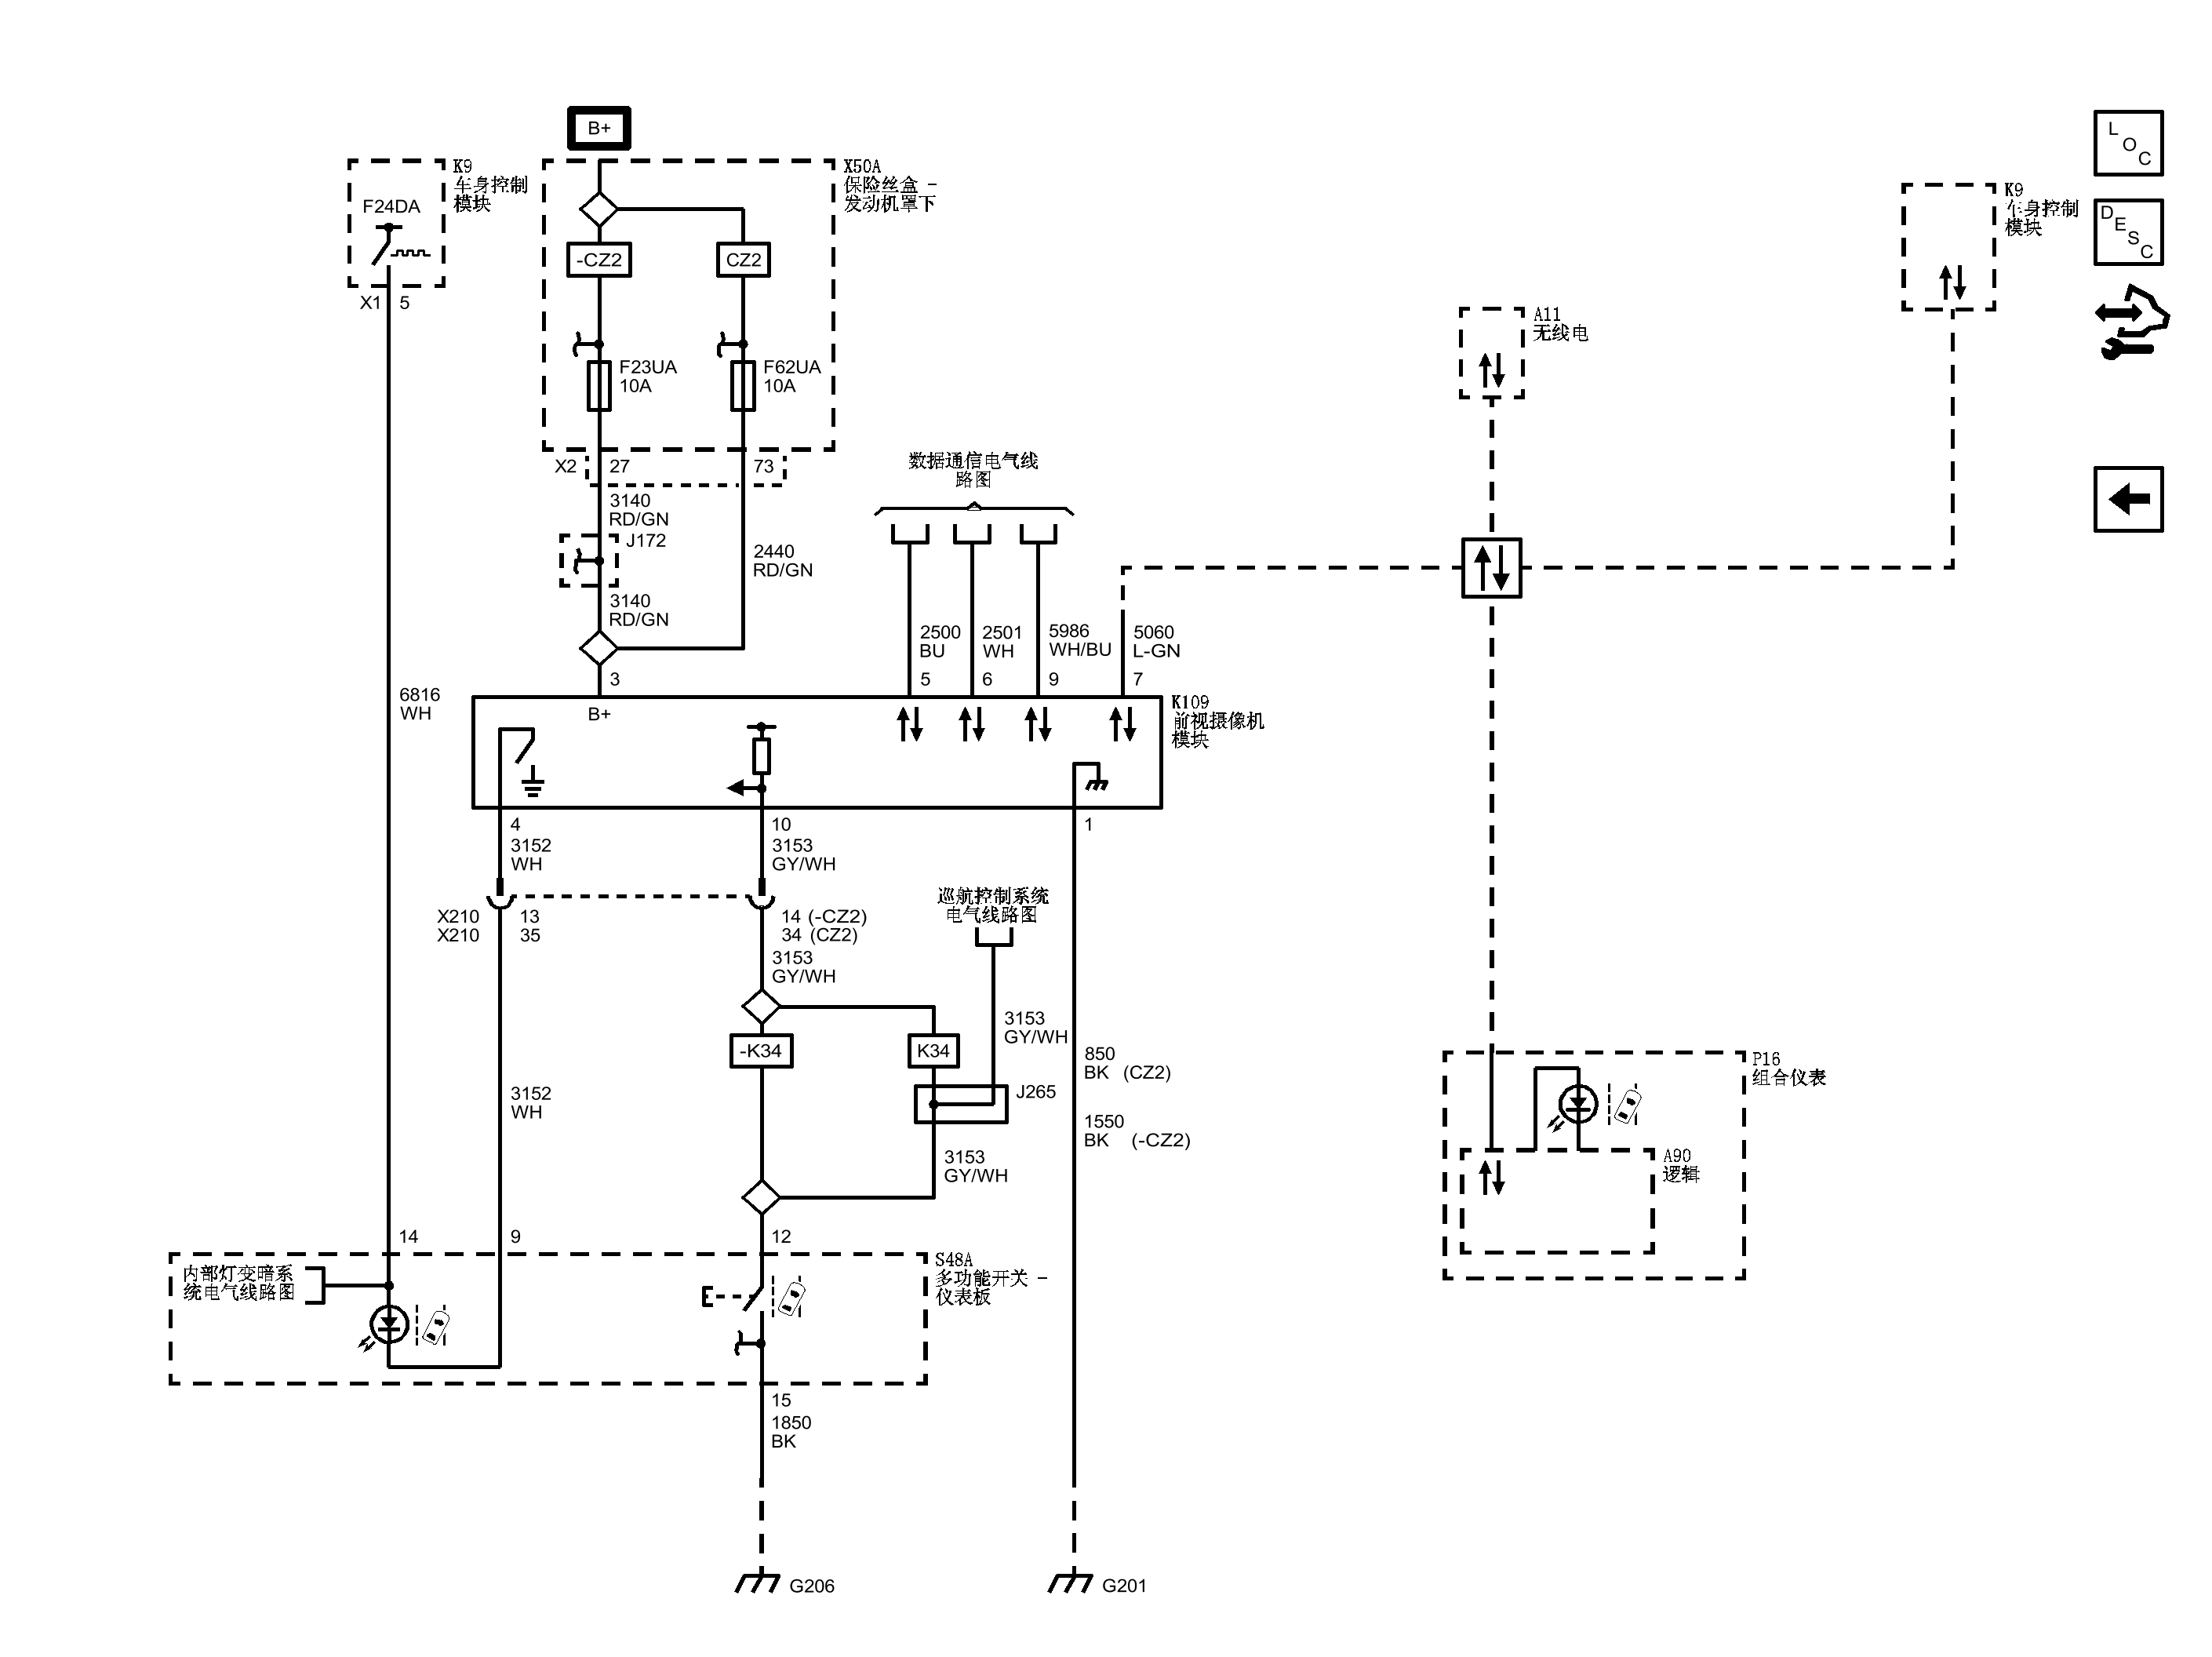 B+
K9
车身控制
模块
F24DA
X1 5
X50A
保险丝盒 -
发动机罩下
-CZ2
CZ2
F23UA
10A
F62UA
10A
X2 27 73
3140
RD/GN
J172
3140
RD/GN
2440
RD/GN
数据通信电气线
路图
2500
BU
5
2501
WH
6
5986
WH/BU
9
5060
L-GN
7
3
A11
无线电
K9
车身控制
模块
L
O
C
D
E
S
C
6816
WH
B+
K109
前视摄像机
模块
4
3152
WH
10
3153
GY/WH
1
X210 13
X210 35
14 (-CZ2)
34 (CZ2)
3153
GY/WH
巡航控制系统
电气线路图
-K34
K34
3153
GY/WH
J265
850
BK (CZ2)
1550
BK (-CZ2)
3152
WH
3153
GY/WH
P16
组合仪表
A90
逻辑
14
9
12
内部灯变暗系
统电气线路图
S48A
多功能开关 -
仪表板
15
1850
BK
G206
G201